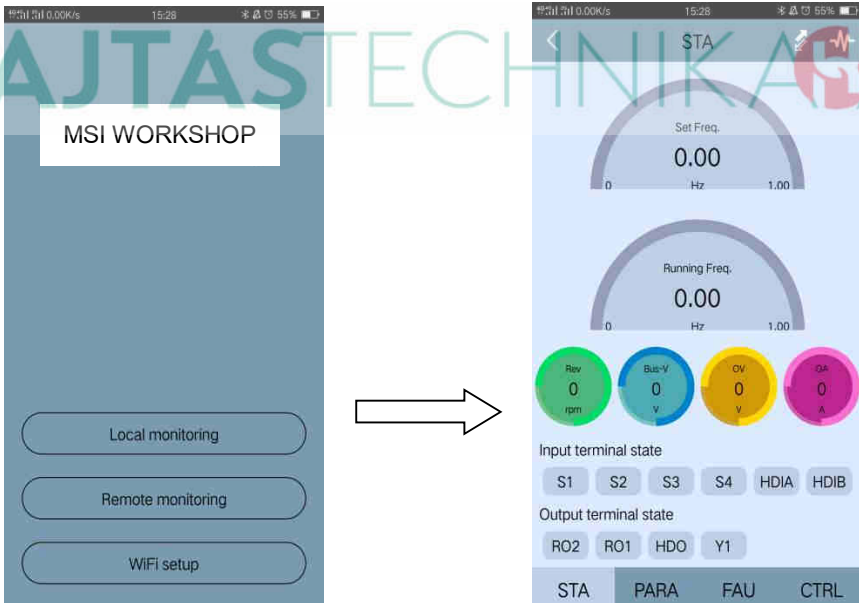 0.00K/s 15:28 55%
AJTÁSTECHNIKA
MSI WORKSHOP
Local monitoring
Remote monitoring
WiFi setup
0.00K/s 15:28 55%
STA
Set Freq.
0.00
0 Hz 1.00
Running Freq.
0.00
0 Hz 1.00
Rev Bus-V OV OA
0 0 0 0
rpm V V A
Input terminal state
S1 S2 S3 S4 HDIA HDIB
Output terminal state
RO2 RO1 HDO Y1
STA PARA FAU CTRL